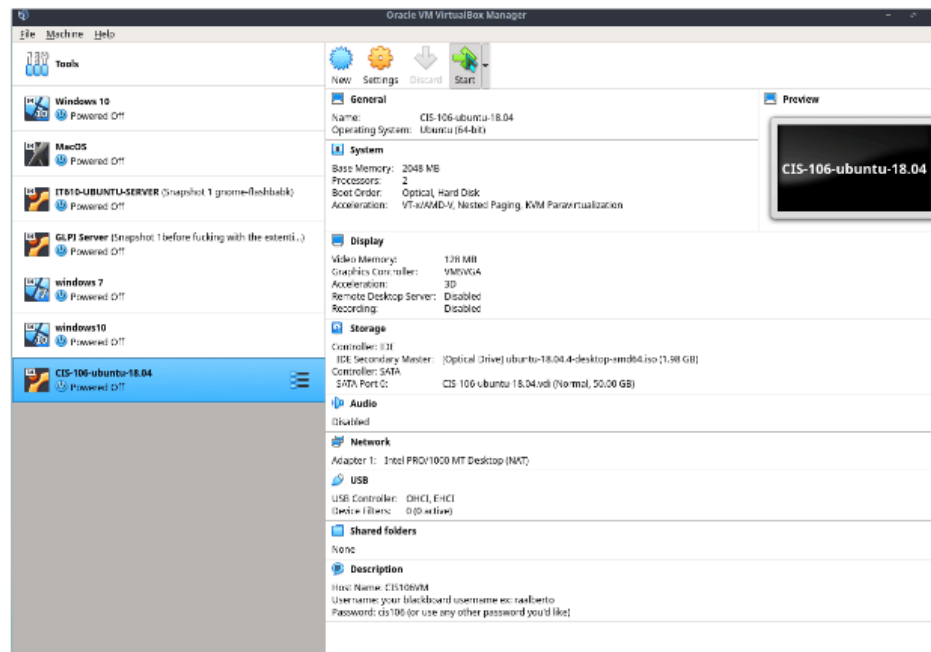 Oracle VM VirtualBox Manager
File Machine Help
Tools
Windows 10
Powered Off
MacOS
Powered Off
IT610-UBUNTU-SERVER (Snapshot 1 gnome-flashbabk)
Powered Off
GLPI Server (Snapshot 1before fucking with the extenti...)
Powered Off
windows 7
Powered Off
windows10
Powered Off
CIS-106-ubuntu-18.04
Powered Off
New Settings Discard Start
General
Name: CIS-106-ubuntu-18.04
Operating System: Ubuntu (64-bit)
System
Base Memory: 2048 MB
Processors: 2
Boot Order: Optical, Hard Disk
Acceleration: VT-x/AMD-V, Nested Paging, KVM Paravirtualization
Preview
CIS-106-ubuntu-18.04
Display
Video Memory: 128 MB
Graphics Controller: VMSVGA
Acceleration: 3D
Remote Desktop Server: Disabled
Recording: Disabled
Storage
Controller: IDE
IDE Secondary Master: [Optical Drive] ubuntu-18.04.4-desktop-amd64.iso (1.98 GB)
Controller: SATA
SATA Port 0: CIS-106-ubuntu-18.04.vdi (Normal, 50.00 GB)
Audio
Disabled
Network
Adapter 1: Intel PRO/1000 MT Desktop (NAT)
USB
USB Controller: OHCI, EHCI
Device Filters: 0 (0 active)
Shared folders
None
Description
Host Name: CIS106VM
Username: your blackboard username ex: raalberto
Password: cis106 (or use any other password you'd like)